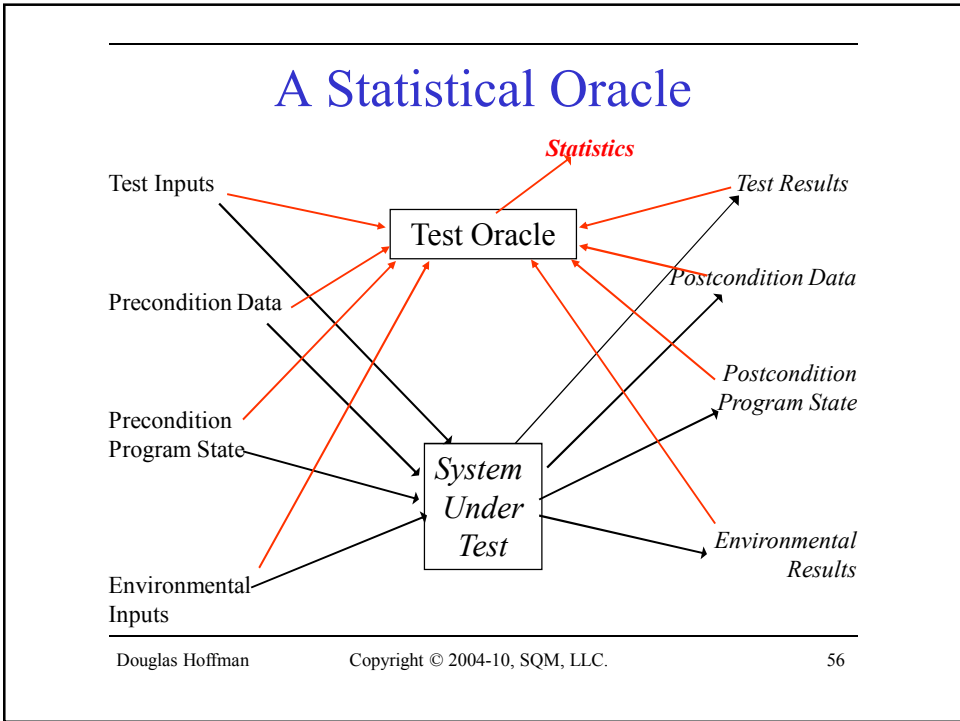 A Statistical Oracle
Statistics
Test Inputs
Test Results
Test Oracle
Precondition Data
Postcondition Data
Precondition
Program State
Postcondition
Program State
System
Under
Test
Environmental
Inputs
Environmental
Results
Douglas Hoffman
Copyright © 2004-10, SQM, LLC.
56